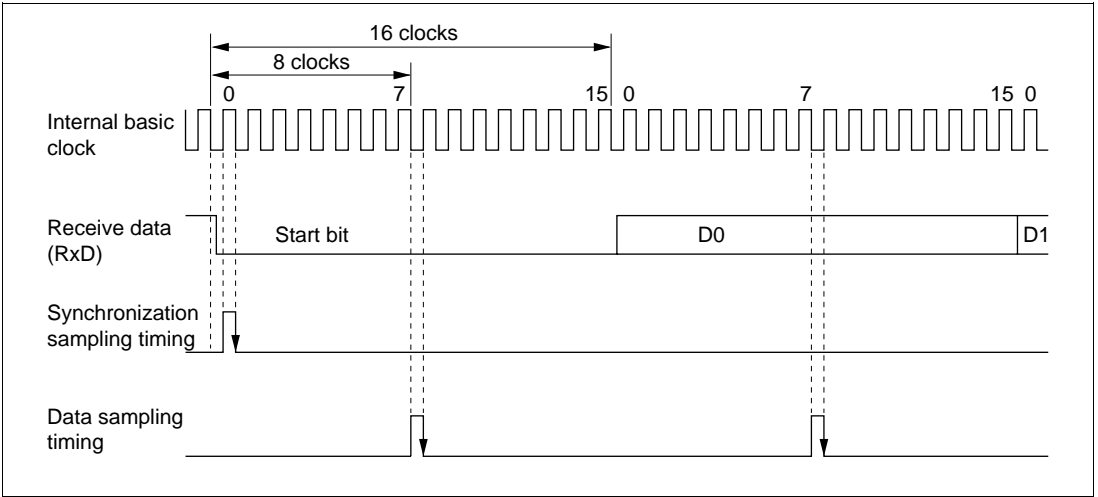 16 clocks
8 clocks
0 7 15 0 7 15 0
Internal basic
clock
Receive data
(RxD)
Start bit D0 D1
Synchronization
sampling timing
Data sampling
timing